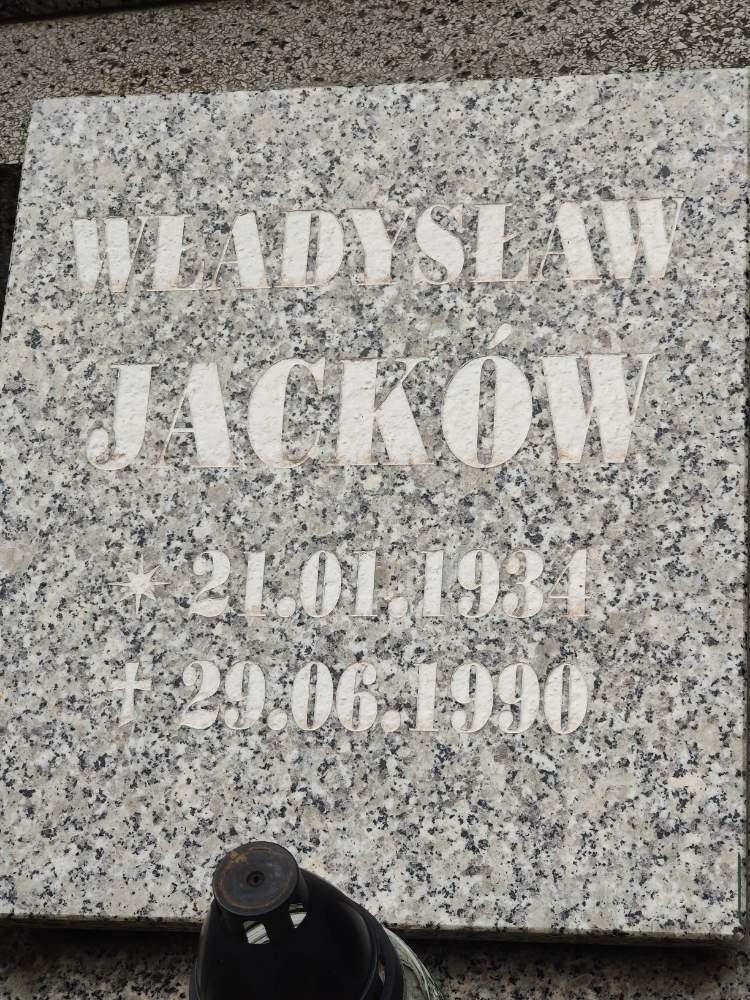 WŁADYSŁAW
JACKÓW
* 21.01.1934
✝ 29.06.1990